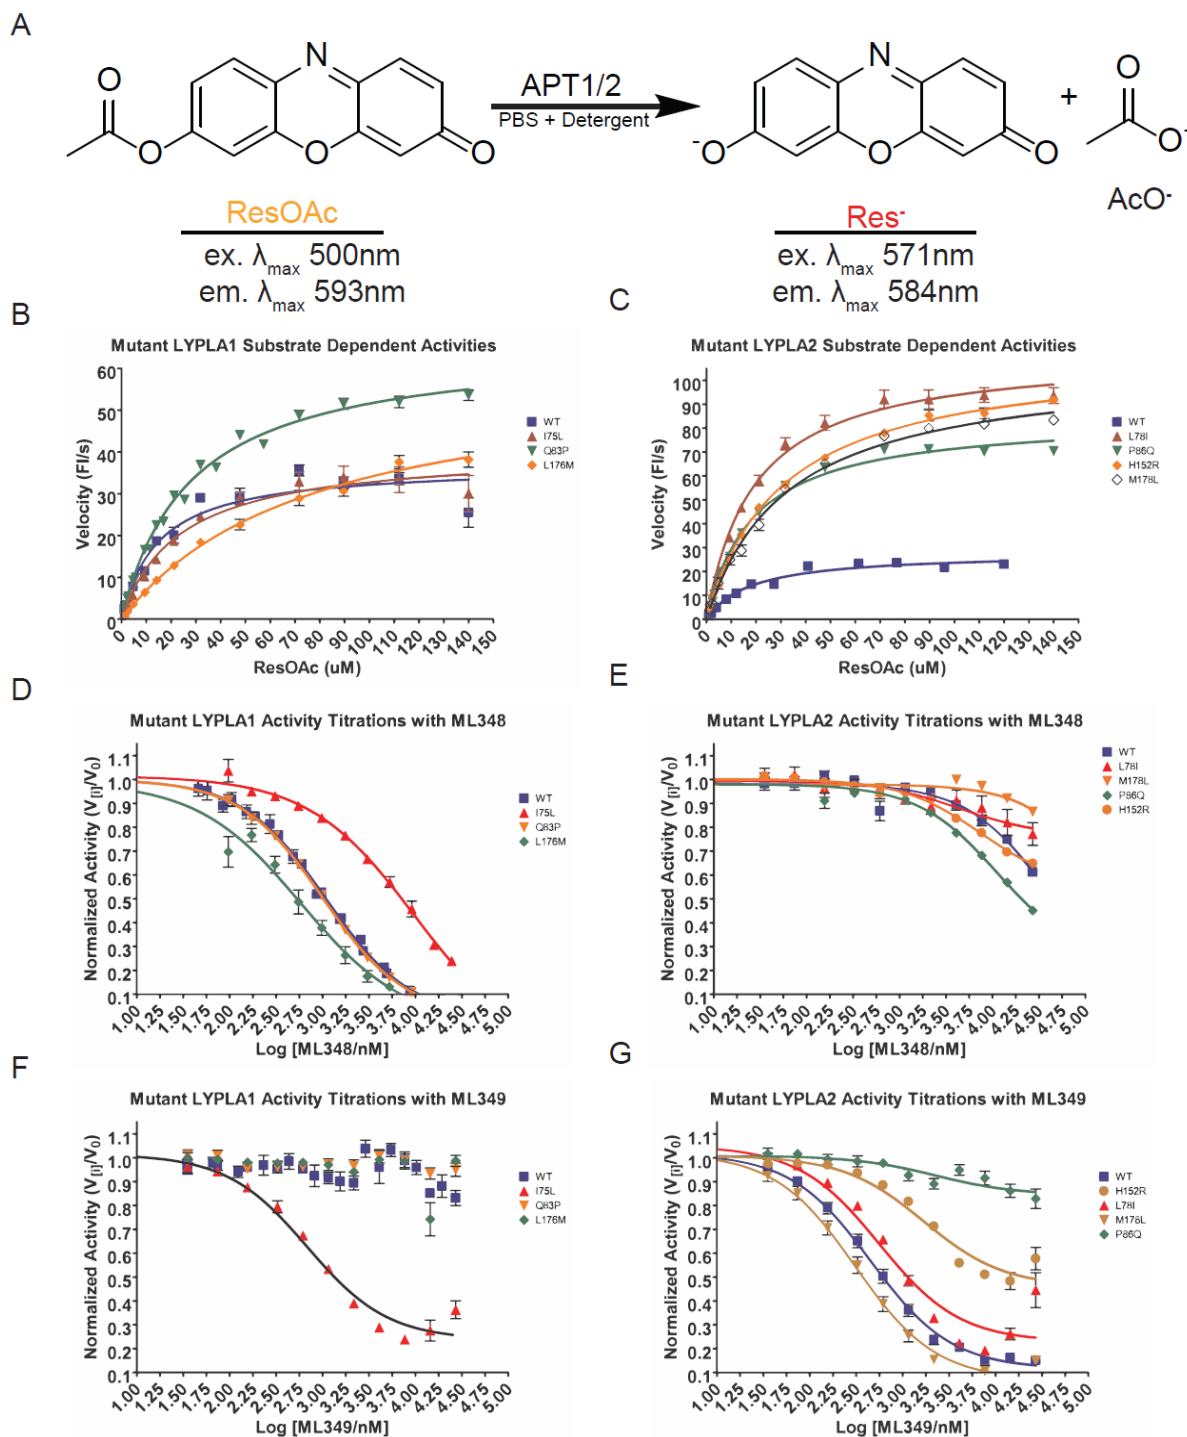 A
O
O
N
O
O
APT1/2
PBS + Detergent
N
-O
O
O
+
O
O-
AcO-
ResOAc
ex. λmax 500nm
em. λmax 593nm
Res-
ex. λmax 571nm
em. λmax 584nm
B
Mutant LYPLA1 Substrate Dependent Activities
Velocity (FI/s)
60
50
40
30
20
10
0
0 10 20 30 40 50 60 70 80 90 100 110 120 130 140 150
ResOAc (uM)
WT
I75L
Q83P
L176M
C
Mutant LYPLA2 Substrate Dependent Activities
Velocity (FI/s)
100
90
80
70
60
50
40
30
20
10
0
0 10 20 30 40 50 60 70 80 90 100 110 120 130 140 150
ResOAc (uM)
WT
L78I
P86Q
H152R
M178L
D
Mutant LYPLA1 Activity Titrations with ML348
Normalized Activity (V[I]/V0)
1.1
1.0
0.9
0.8
0.7
0.6
0.5
0.4
0.3
0.2
0.1
1.00 1.25 1.50 1.75 2.00 2.25 2.50 2.75 3.00 3.25 3.50 3.75 4.00 4.25 4.50 4.75 5.00
Log [ML348/nM]
WT
I75L
Q83P
L176M
E
Mutant LYPLA2 Activity Titrations with ML348
Normalized Activity (V[I]/V0)
1.1
1.0
0.9
0.8
0.7
0.6
0.5
0.4
0.3
0.2
0.1
1.00 1.25 1.50 1.75 2.00 2.25 2.50 2.75 3.00 3.25 3.50 3.75 4.00 4.25 4.50 4.75 5.00
Log [ML348/nM]
WT
L78I
M178L
P86Q
H152R
F
Mutant LYPLA1 Activity Titrations with ML349
Normalized Activity (V[I]/V0)
1.1
1.0
0.9
0.8
0.7
0.6
0.5
0.4
0.3
0.2
0.1
1.00 1.25 1.50 1.75 2.00 2.25 2.50 2.75 3.00 3.25 3.50 3.75 4.00 4.25 4.50 4.75 5.00
Log [ML349/nM]
WT
I75L
Q83P
L176M
G
Mutant LYPLA2 Activity Titrations with ML349
Normalized Activity (V[I]/V0)
1.1
1.0
0.9
0.8
0.7
0.6
0.5
0.4
0.3
0.2
0.1
1.00 1.25 1.50 1.75 2.00 2.25 2.50 2.75 3.00 3.25 3.50 3.75 4.00 4.25 4.50 4.75 5.00
Log [ML349/nM]
WT
H152R
L78I
M178L
P86Q